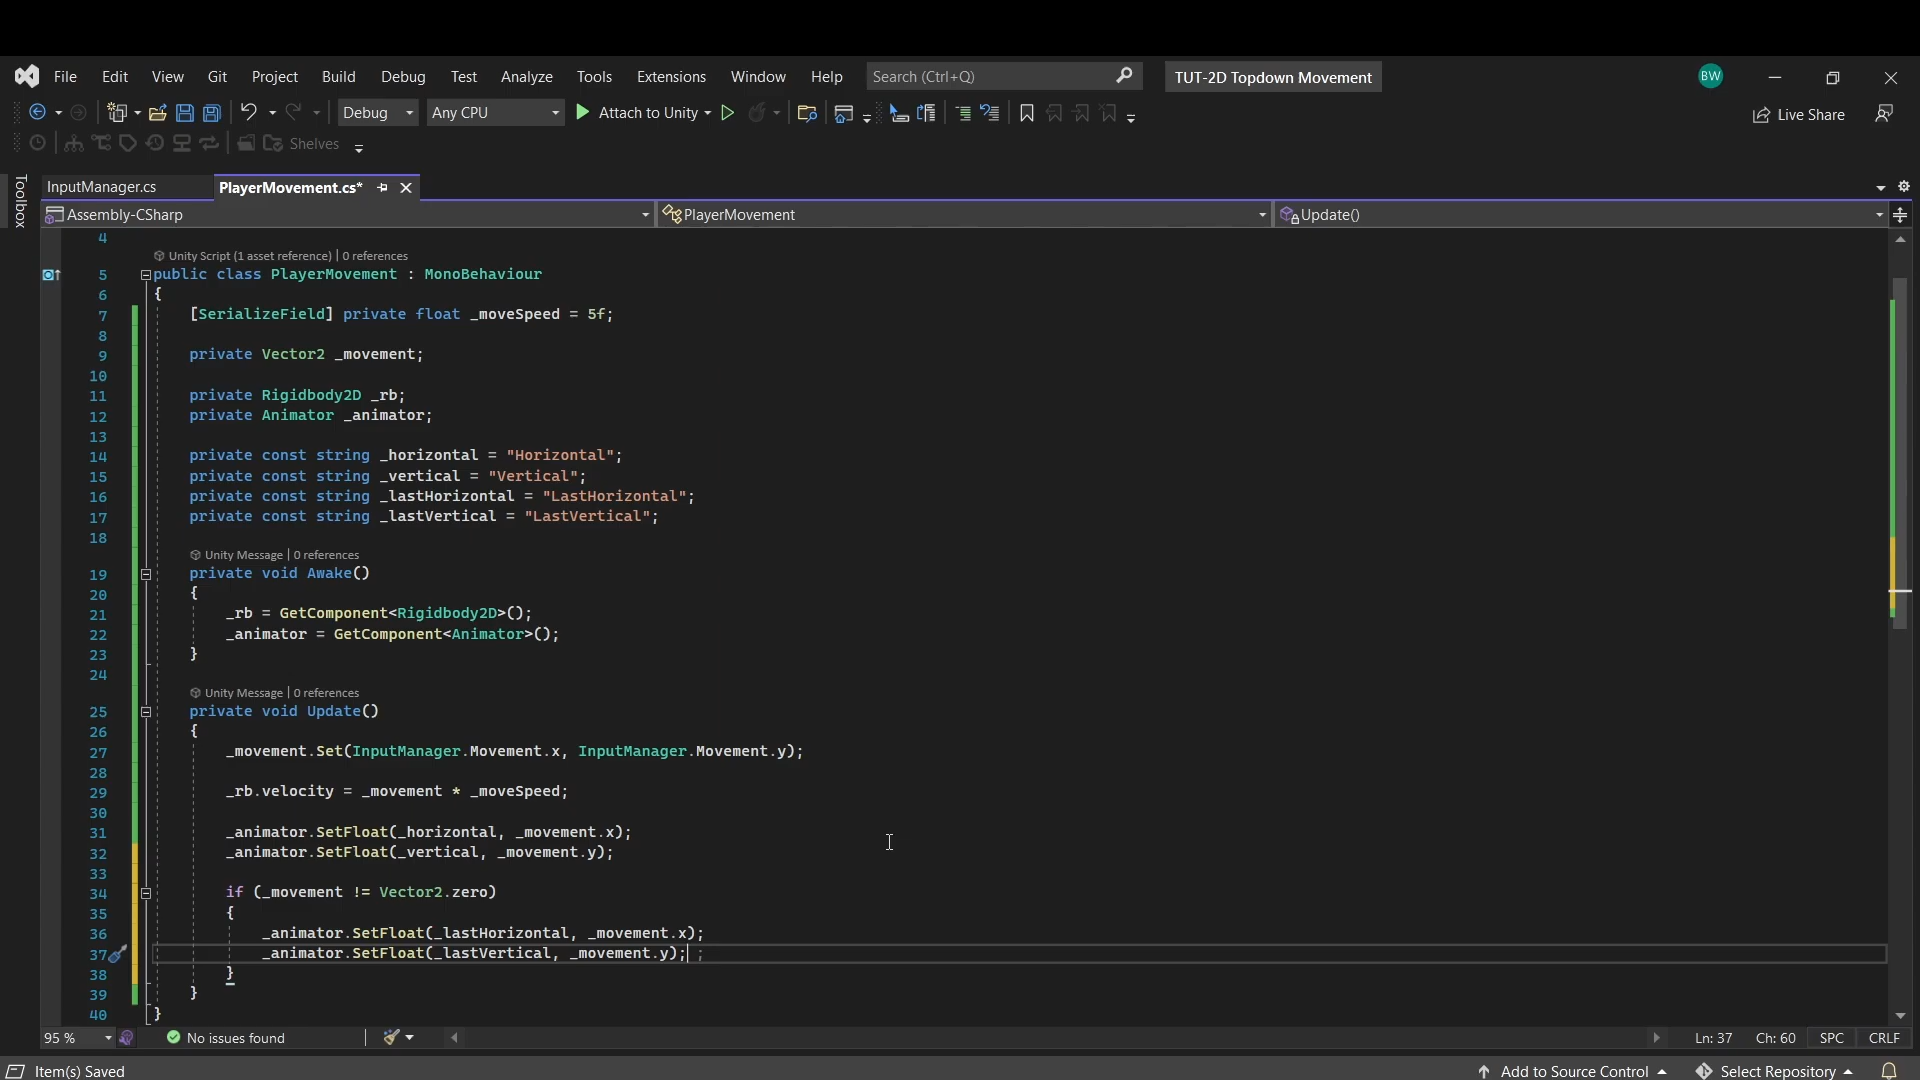 File Edit View Git Project Build Debug Test Analyze Tools Extensions Window Help Search (Ctrl+Q) TUT-2D Topdown Movement BW
Debug Any CPU Attach to Unity Live Share
Shelves
Toolbox
InputManager.cs PlayerMovement.cs*
Assembly-CSharp PlayerMovement Update()
4
Unity Script (1 asset reference) | 0 references
5 public class PlayerMovement : MonoBehaviour
6 {
7 [SerializeField] private float _moveSpeed = 5f;
8
9 private Vector2 _movement;
10
11 private Rigidbody2D _rb;
12 private Animator _animator;
13
14 private const string _horizontal = "Horizontal";
15 private const string _vertical = "Vertical";
16 private const string _lastHorizontal = "LastHorizontal";
17 private const string _lastVertical = "LastVertical";
18
Unity Message | 0 references
19 private void Awake()
20 {
21 _rb = GetComponent<Rigidbody2D>();
22 _animator = GetComponent<Animator>();
23 }
24
Unity Message | 0 references
25 private void Update()
26 {
27 _movement.Set(InputManager.Movement.x, InputManager.Movement.y);
28
29 _rb.velocity = _movement * _moveSpeed;
30
31 _animator.SetFloat(_horizontal, _movement.x);
32 _animator.SetFloat(_vertical, _movement.y);
33
34 if (_movement != Vector2.zero)
35 {
36 _animator.SetFloat(_lastHorizontal, _movement.x);
37 _animator.SetFloat(_lastVertical, _movement.y); ;
38 }
39 }
40 }
95 % No issues found Ln: 37 Ch: 60 SPC CRLF
Item(s) Saved Add to Source Control Select Repository